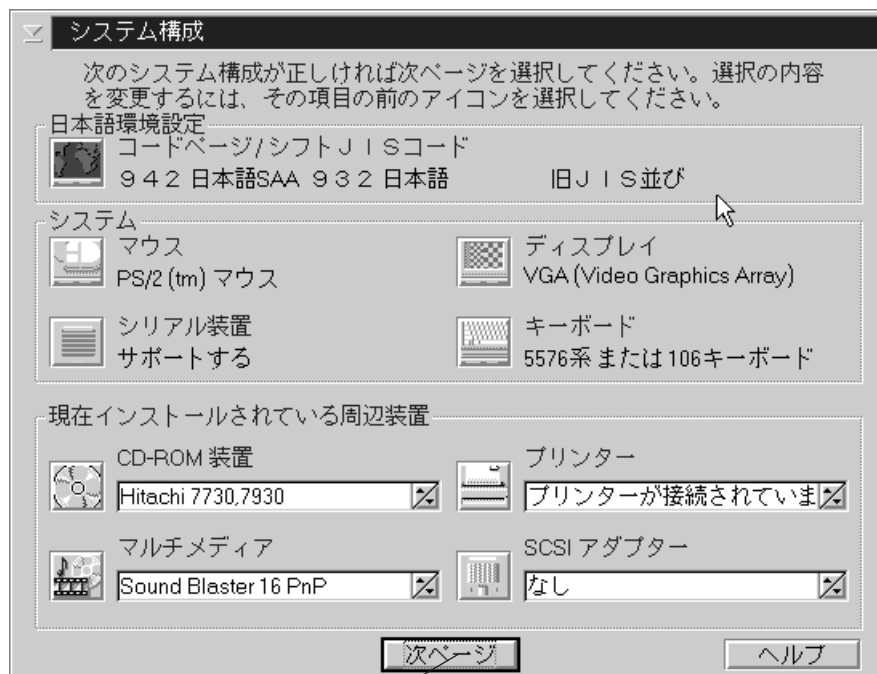 システム構成
次のシステム構成が正しければ次ページを選択してください。選択の内容
を変更するには、その項目の前のアイコンを選択してください。
日本語環境設定
コードページ/シフトＪＩＳコード
９４２ 日本語SAA ９３２ 日本語 旧ＪＩＳ並び
システム
マウス
PS/2 (tm) マウス
ディスプレイ
VGA (Video Graphics Array)
シリアル装置
サポートする
キーボード
5576系 または 106キーボード
現在インストールされている周辺装置
CD-ROM 装置
Hitachi 7730,7930
プリンター
プリンターが接続されていま
マルチメディア
Sound Blaster 16 PnP
SCSI アダプター
なし
次ページ
ヘルプ